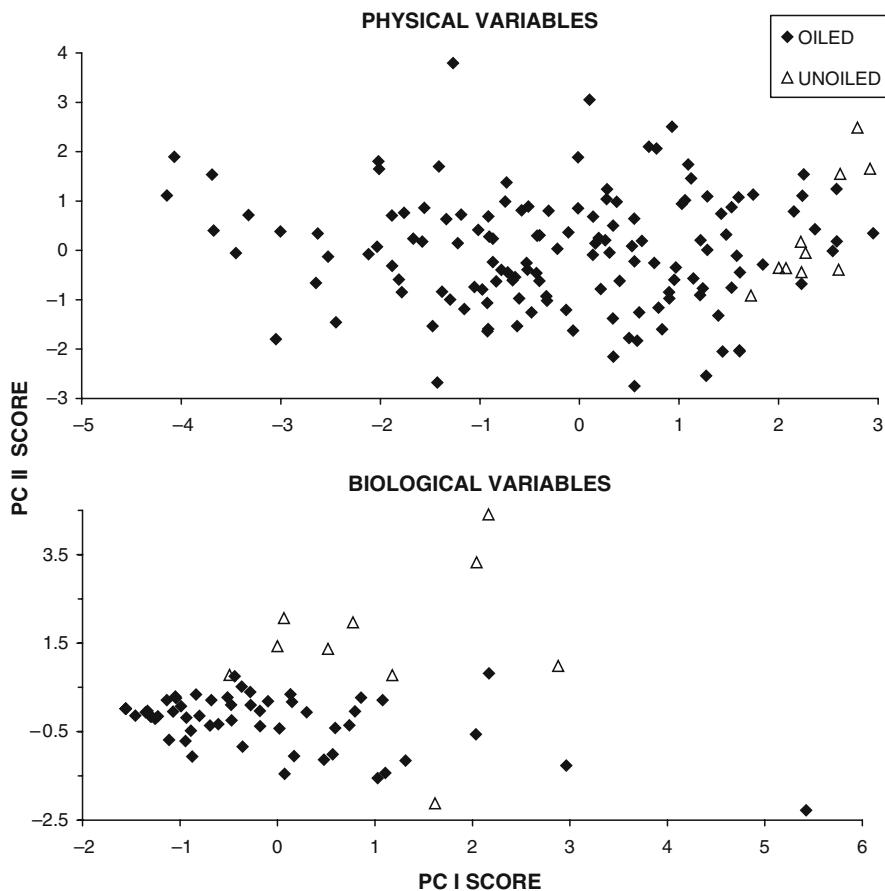 PHYSICAL VARIABLES
OILED
UNOILED
4
3
2
1
0
−1
−2
−3
−5 −4 −3 −2 −1 0 1 2 3
PC II SCORE
BIOLOGICAL VARIABLES
3.5
1.5
−0.5
−2.5
−2 −1 0 1 2 3 4 5 6
PC I SCORE